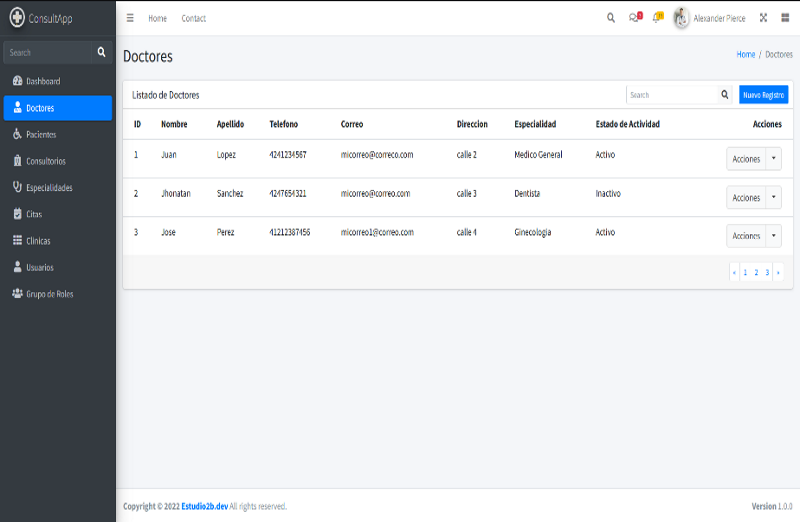 ConsultApp
Home Contact
Alexander Pierce
Search
Dashboard
Doctores
Pacientes
Consultorios
Especialidades
Citas
Clinicas
Usuarios
Grupo de Roles
Doctores
Home / Doctores
Listado de Doctores
Search
Nuevo Registro
ID Nombre Apellido Telefono Correo Direccion Especialidad Estado de Actividad Acciones
1 Juan Lopez 4241234567 micorreo@correco.com calle 2 Medico General Activo Acciones
2 Jhonatan Sanchez 4247654321 micorreo@correo.com calle 3 Dentista Inactivo Acciones
3 Jose Perez 41212387456 micorreo1@correo.com calle 4 Ginecologia Activo Acciones
« 1 2 3 »
Copyright © 2022 Estudio2b.dev All rights reserved.
Version 1.0.0